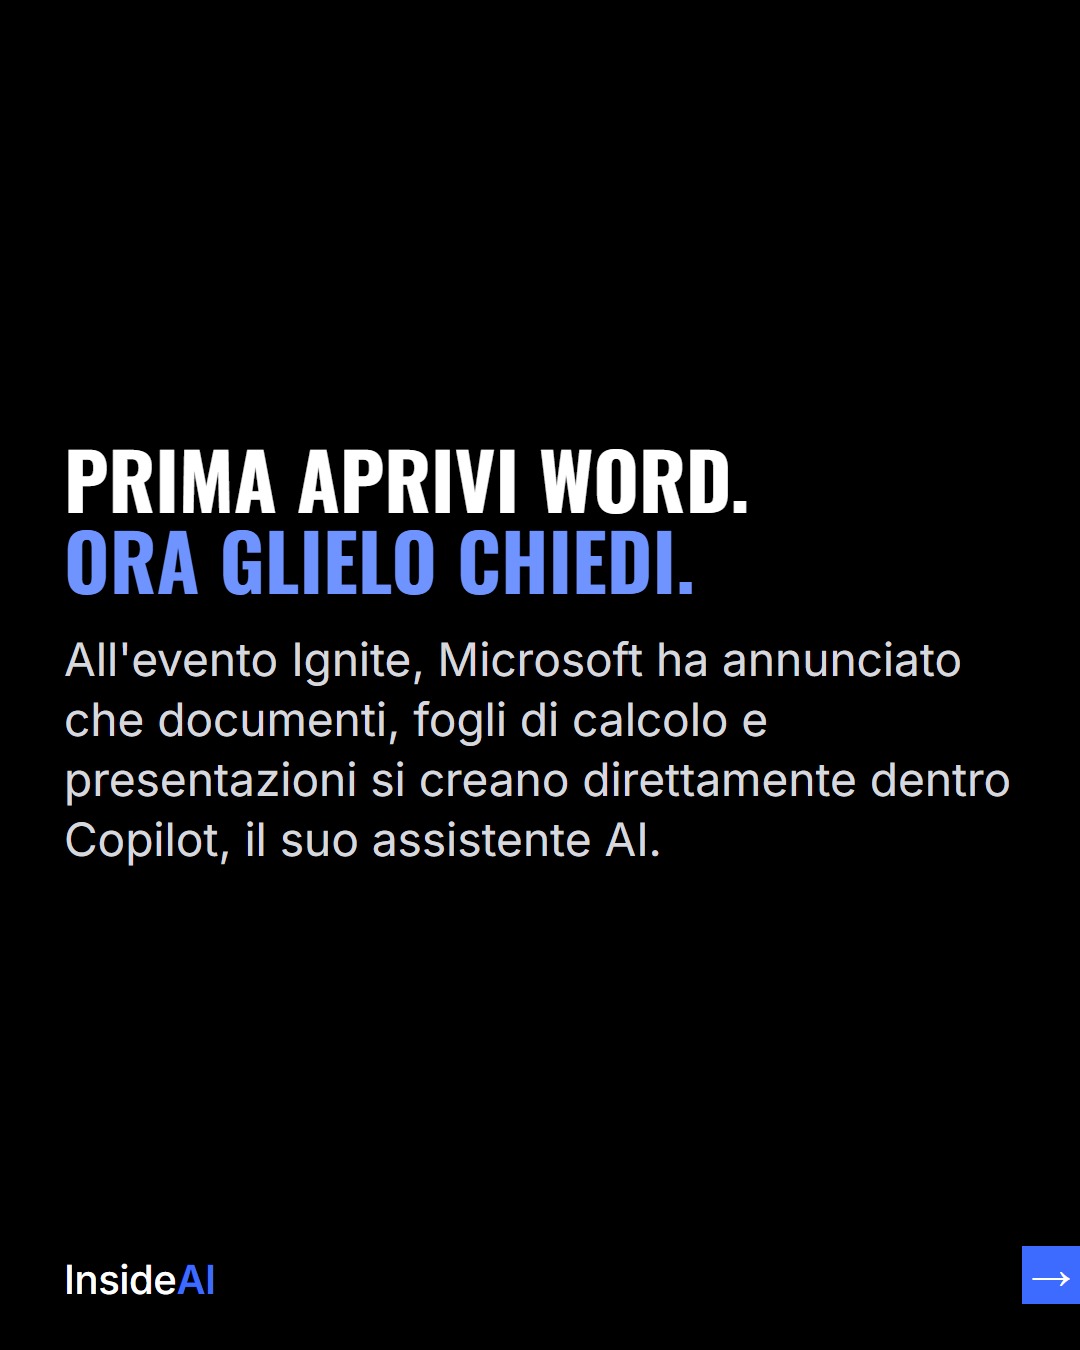 PRIMA APRIVI WORD.
ORA GLIELO CHIEDI.
All'evento Ignite, Microsoft ha annunciato
che documenti, fogli di calcolo e
presentazioni si creano direttamente dentro
Copilot, il suo assistente AI.
InsideAI
→